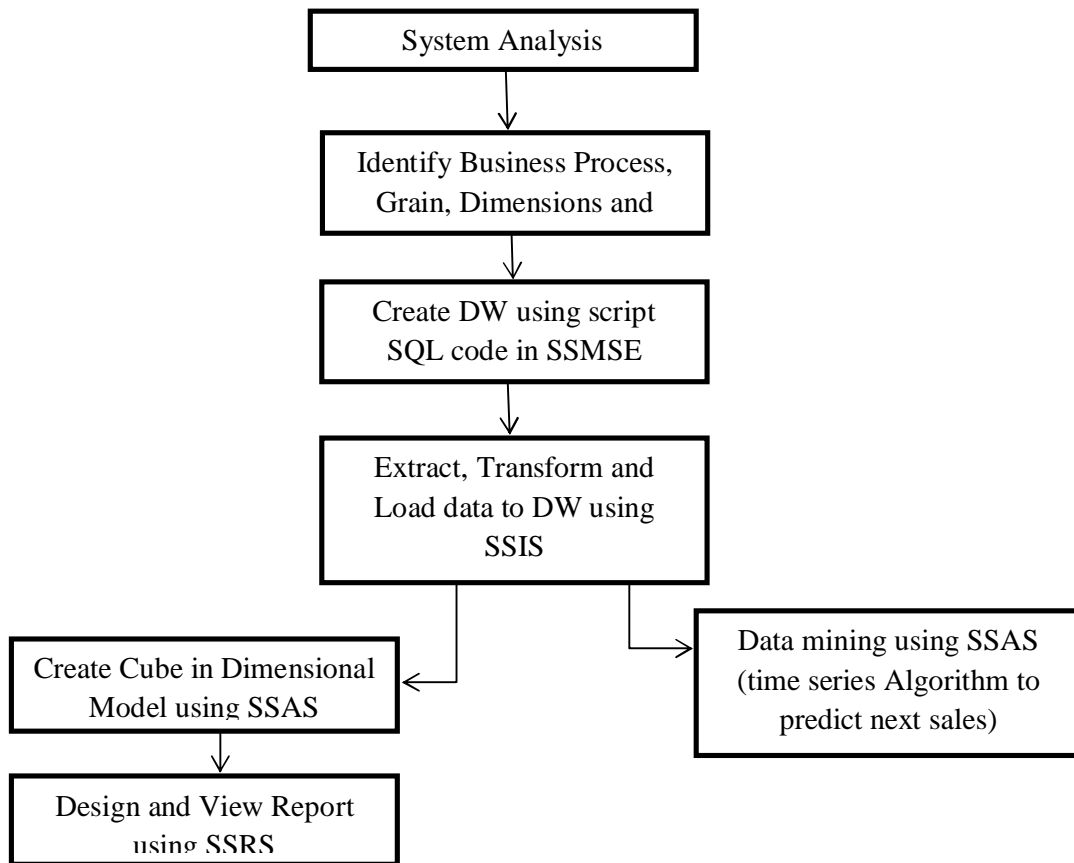 System Analysis
Identify Business Process,
Grain, Dimensions and
Create DW using script
SQL code in SSMSE
Extract, Transform and
Load data to DW using
SSIS
Create Cube in Dimensional
Model using SSAS
Data mining using SSAS
(time series Algorithm to
predict next sales)
Design and View Report
using SSRS